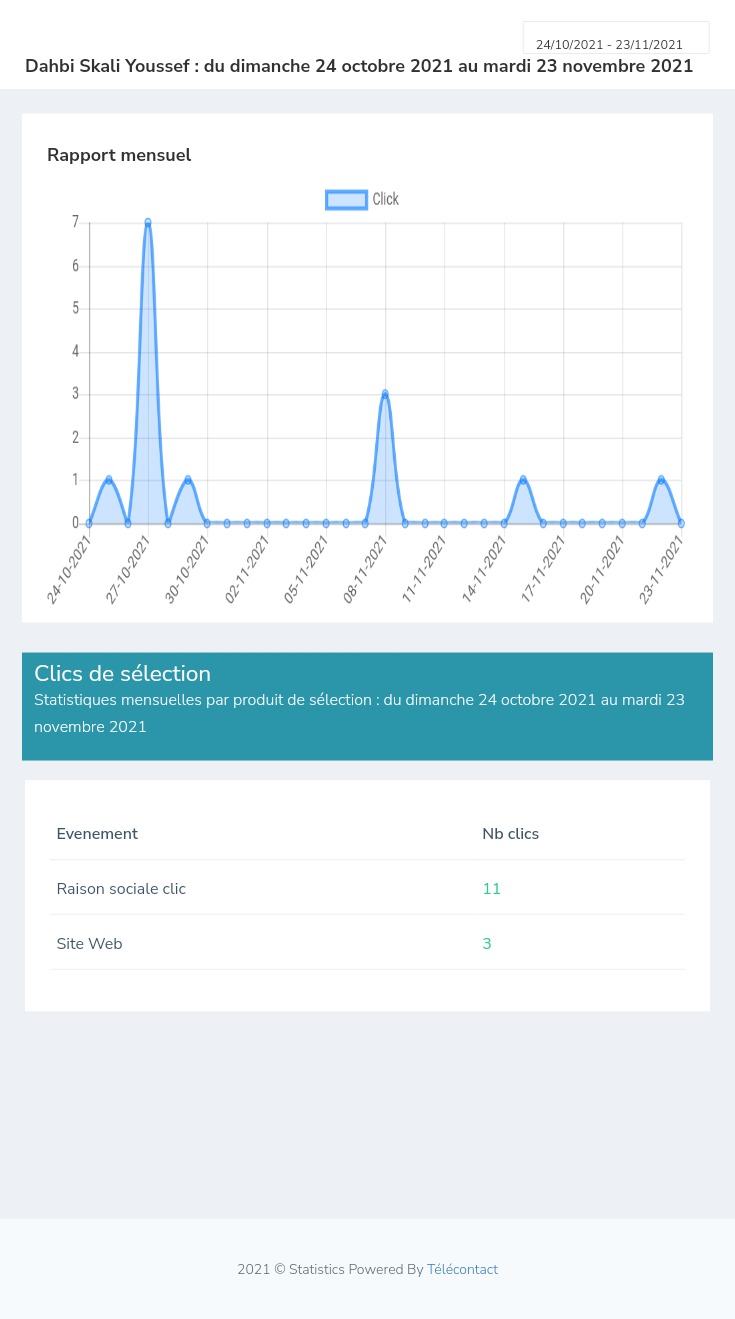 24/10/2021 - 23/11/2021
Dahbi Skali Youssef : du dimanche 24 octobre 2021 au mardi 23 novembre 2021
Rapport mensuel
Click
7
6
5
4
3
2
1
0
24-10-2021
27-10-2021
30-10-2021
02-11-2021
05-11-2021
08-11-2021
11-11-2021
14-11-2021
17-11-2021
20-11-2021
23-11-2021
Clics de sélection
Statistiques mensuelles par produit de sélection : du dimanche 24 octobre 2021 au mardi 23
novembre 2021
Evenement Nb clics
Raison sociale clic 11
Site Web 3
2021 © Statistics Powered By Télécontact